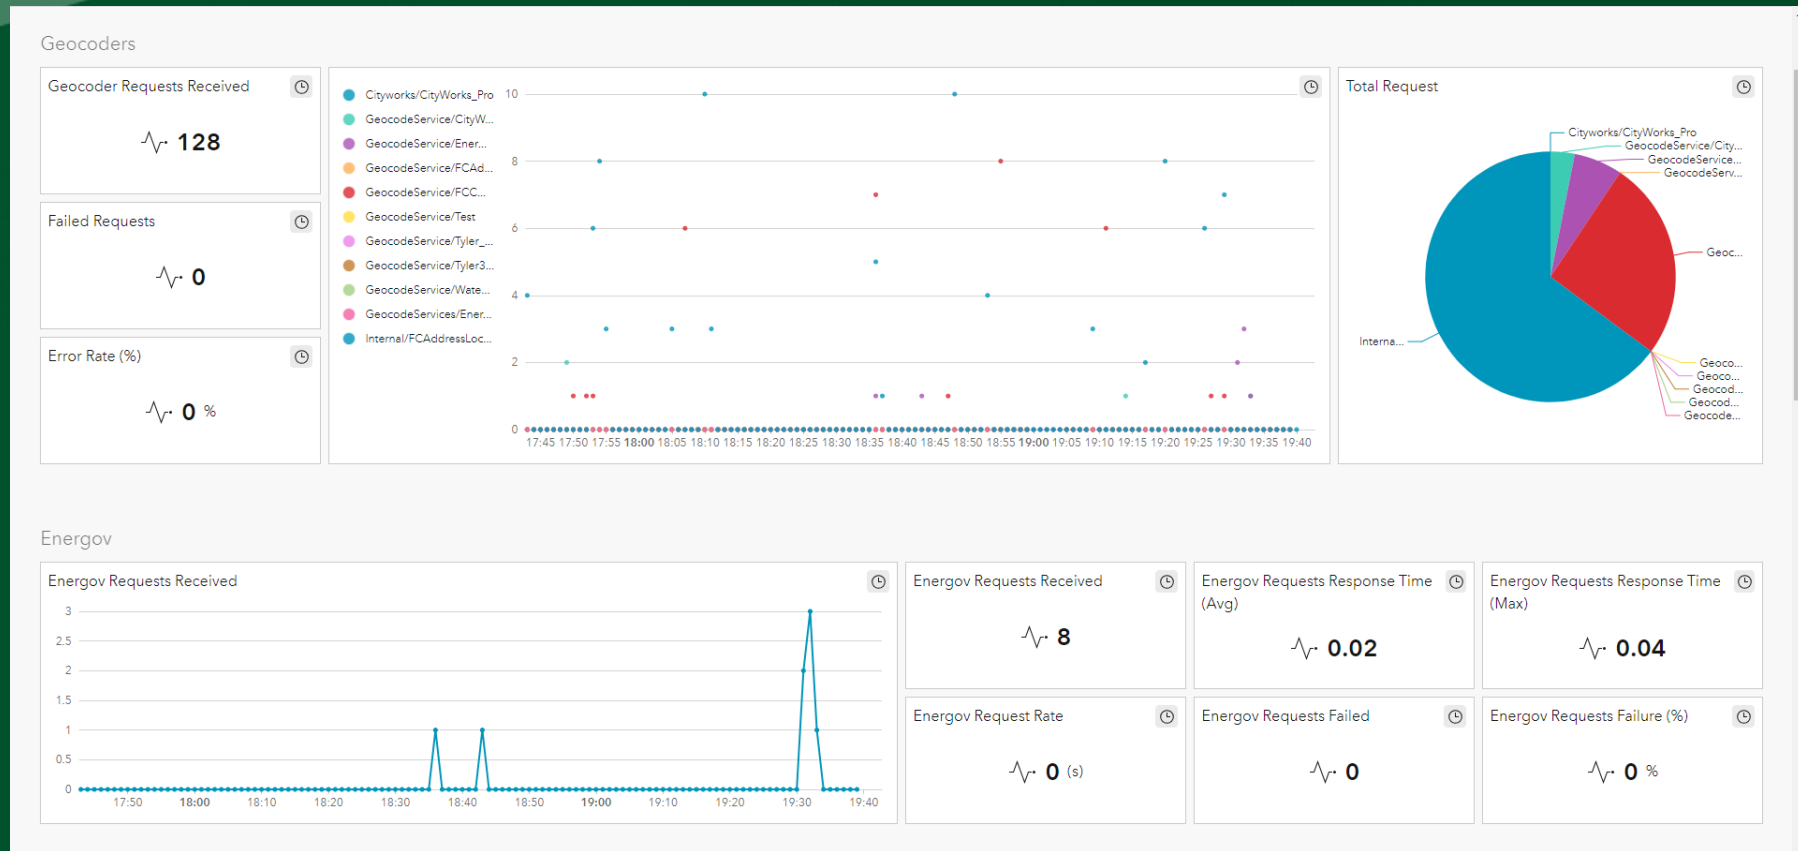 Geocoders
Geocoder Requests Received
128
Failed Requests
0
Error Rate (%)
0 %
Cityworks/CityWorks_Pro
GeocodeService/CityW...
GeocodeService/Ener...
GeocodeService/FCAd...
GeocodeService/FCC...
GeocodeService/Test
GeocodeService/Tyler_...
GeocodeService/Tyler3...
GeocodeService/Wate...
GeocodeServices/Ener...
Internal/FCAddressLoc...
10
8
6
4
2
0
17:45 17:50 17:55 18:00 18:05 18:10 18:15 18:20 18:25 18:30 18:35 18:40 18:45 18:50 18:55 19:00 19:05 19:10 19:15 19:20 19:25 19:30 19:35 19:40
Total Request
Cityworks/CityWorks_Pro
GeocodeService/City...
GeocodeService...
GeocodeServ...
Geoc...
Interna...
Geoco...
Geoco...
Geocod...
Geocod...
Geocode...
Energov
Energov Requests Received
3
2.5
2
1.5
1
0.5
0
17:50 18:00 18:10 18:20 18:30 18:40 18:50 19:00 19:10 19:20 19:30 19:40
Energov Requests Received
8
Energov Requests Response Time
(Avg)
0.02
Energov Requests Response Time
(Max)
0.04
Energov Request Rate
0 (s)
Energov Requests Failed
0
Energov Requests Failure (%)
0 %